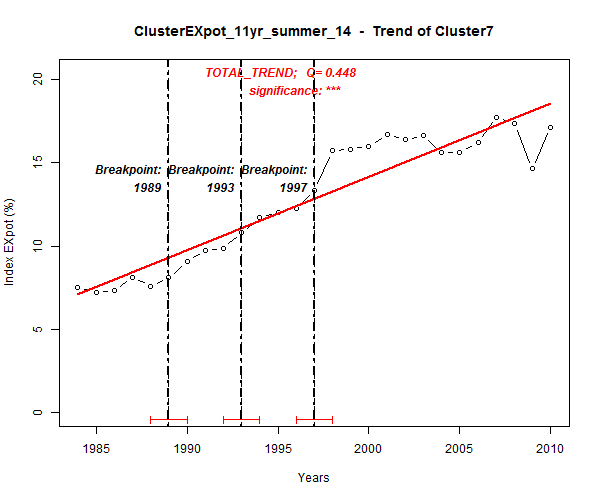 ClusterEXpot_11yr_summer_14 - Trend of Cluster7
TOTAL_TREND; Q= 0.448
significance: ***
Breakpoint: 1989
Breakpoint: 1993
Breakpoint: 1997
Index EXpot (%)
20
15
10
5
0
1985 1990 1995 2000 2005 2010
Years